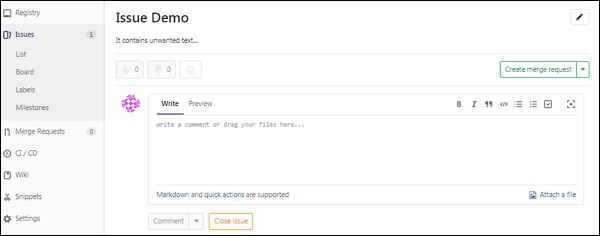 Registry
Issues 1
List
Board
Labels
Milestones
Merge Requests 0
CI / CD
Wiki
Snippets
Settings
Issue Demo
It contains unwanted text...
0 0
Create merge request
Write Preview
B I
Write a comment or drag your files here...
Markdown and quick actions are supported
Attach a file
Comment
Close issue